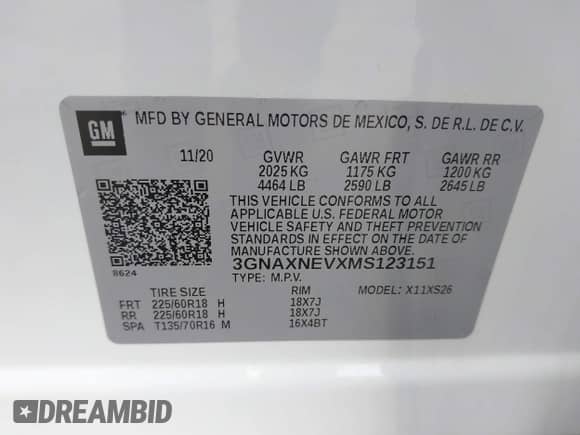 GM
MFD BY GENERAL MOTORS DE MEXICO, S. DE R.L. DE C.V.
11/20 GVWR GAWR FRT GAWR RR
2025 KG 1175 KG 1200 KG
4464 LB 2590 LB 2645 LB
THIS VEHICLE CONFORMS TO ALL
APPLICABLE U.S. FEDERAL MOTOR
VEHICLE SAFETY AND THEFT PREVENTION
STANDARDS IN EFFECT ON THE DATE OF
MANUFACTURE SHOWN ABOVE.
8624 3GNAXNEVXMS123151
TYPE: M.P.V.
TIRE SIZE RIM MODEL: X11XS26
FRT 225/60R18 H 18X7J
RR 225/60R18 H 18X7J
SPA T135/70R16 M 16X4BT
DREAMBID